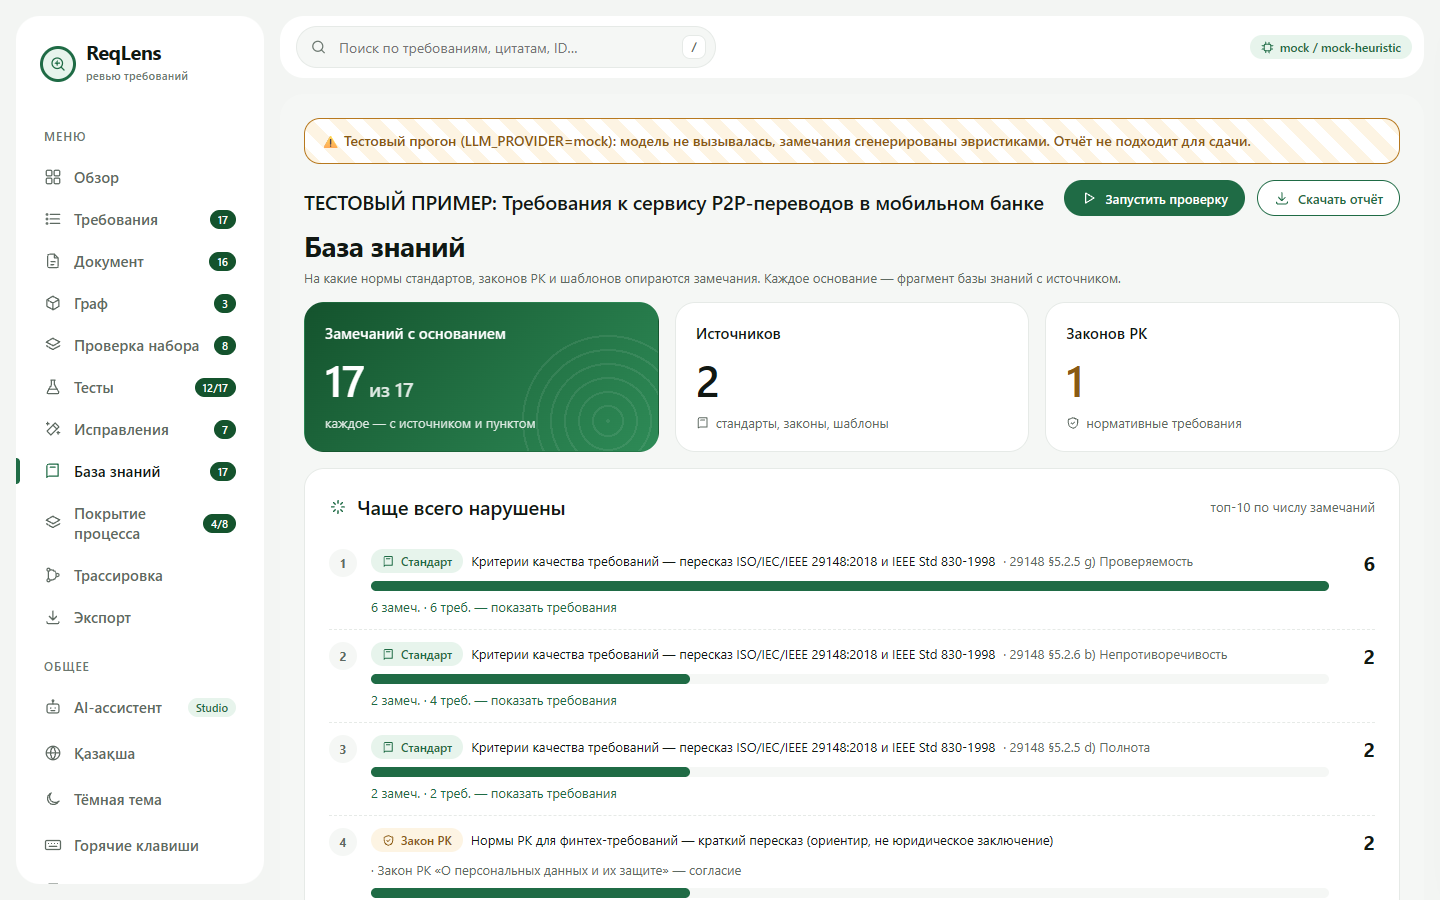 ReqLens
ревью требований
МЕНЮ
Обзор
Требования 17
Документ 16
Граф 3
Проверка набора 8
Тесты 12/17
Исправления 7
База знаний 17
Покрытие
процесса 4/8
Трассировка
Экспорт
ОБЩЕЕ
AI-ассистент Studio
Қазақша
Тёмная тема
Горячие клавиши
Поиск по требованиям, цитатам, ID... /
mock / mock-heuristic
Тестовый прогон (LLM_PROVIDER=mock): модель не вызывалась, замечания сгенерированы эвристиками. Отчёт не подходит для сдачи.
ТЕСТОВЫЙ ПРИМЕР: Требования к сервису P2P-переводов в мобильном банке
Запустить проверку
Скачать отчёт
База знаний
На какие нормы стандартов, законов РК и шаблонов опираются замечания. Каждое основание — фрагмент базы знаний с источником.
Замечаний с основанием
17 из 17
каждое — с источником и пунктом
Источников
2
стандарты, законы, шаблоны
Законов РК
1
нормативные требования
Чаще всего нарушены
топ-10 по числу замечаний
1 Стандарт Критерии качества требований — пересказ ISO/IEC/IEEE 29148:2018 и IEEE Std 830-1998 · 29148 §5.2.5 g) Проверяемость 6
6 замеч. · 6 треб. — показать требования
2 Стандарт Критерии качества требований — пересказ ISO/IEC/IEEE 29148:2018 и IEEE Std 830-1998 · 29148 §5.2.6 b) Непротиворечивость 2
2 замеч. · 4 треб. — показать требования
3 Стандарт Критерии качества требований — пересказ ISO/IEC/IEEE 29148:2018 и IEEE Std 830-1998 · 29148 §5.2.5 d) Полнота 2
2 замеч. · 2 треб. — показать требования
4 Закон РК Нормы РК для финтех-требований — краткий пересказ (ориентир, не юридическое заключение) 2
· Закон РК «О персональных данных и их защите» — согласие